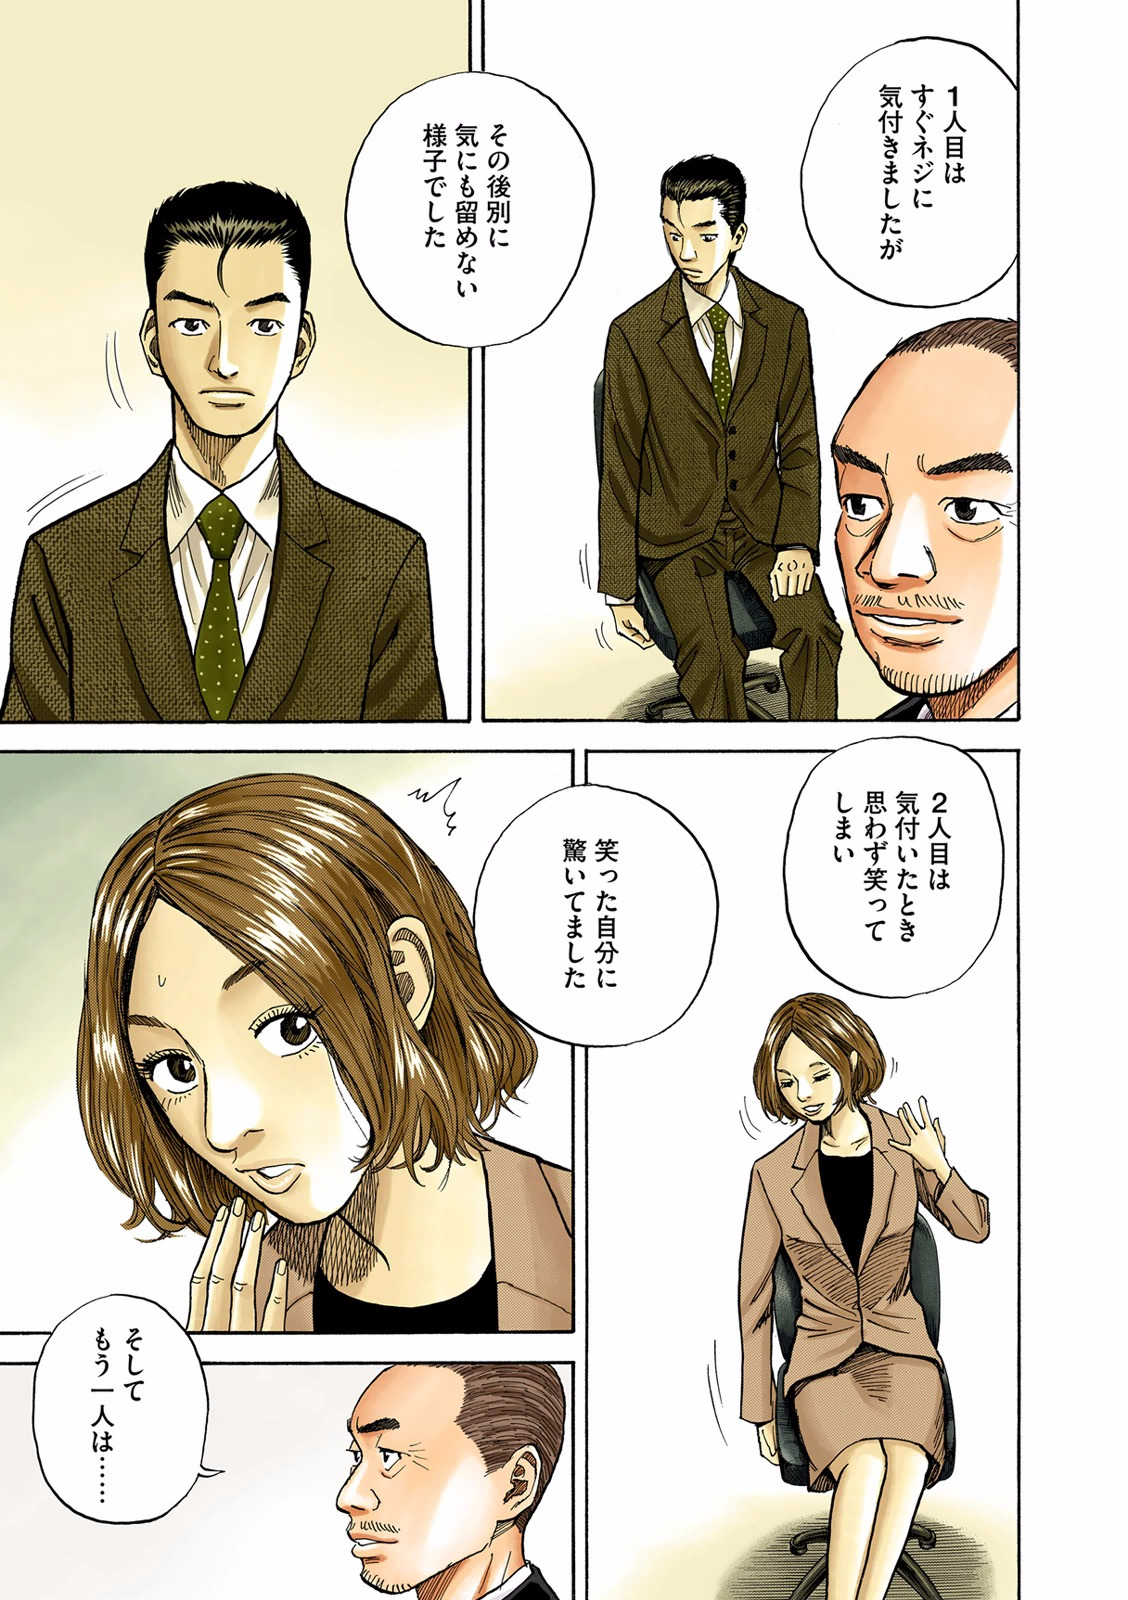 1人目は
すぐネジに
気付きましたが
その後別に
気にも留めない
様子でした
2人目は
気付いたとき
思わず笑って
しまい
笑った自分に
驚いてました
そして
もう一人は……